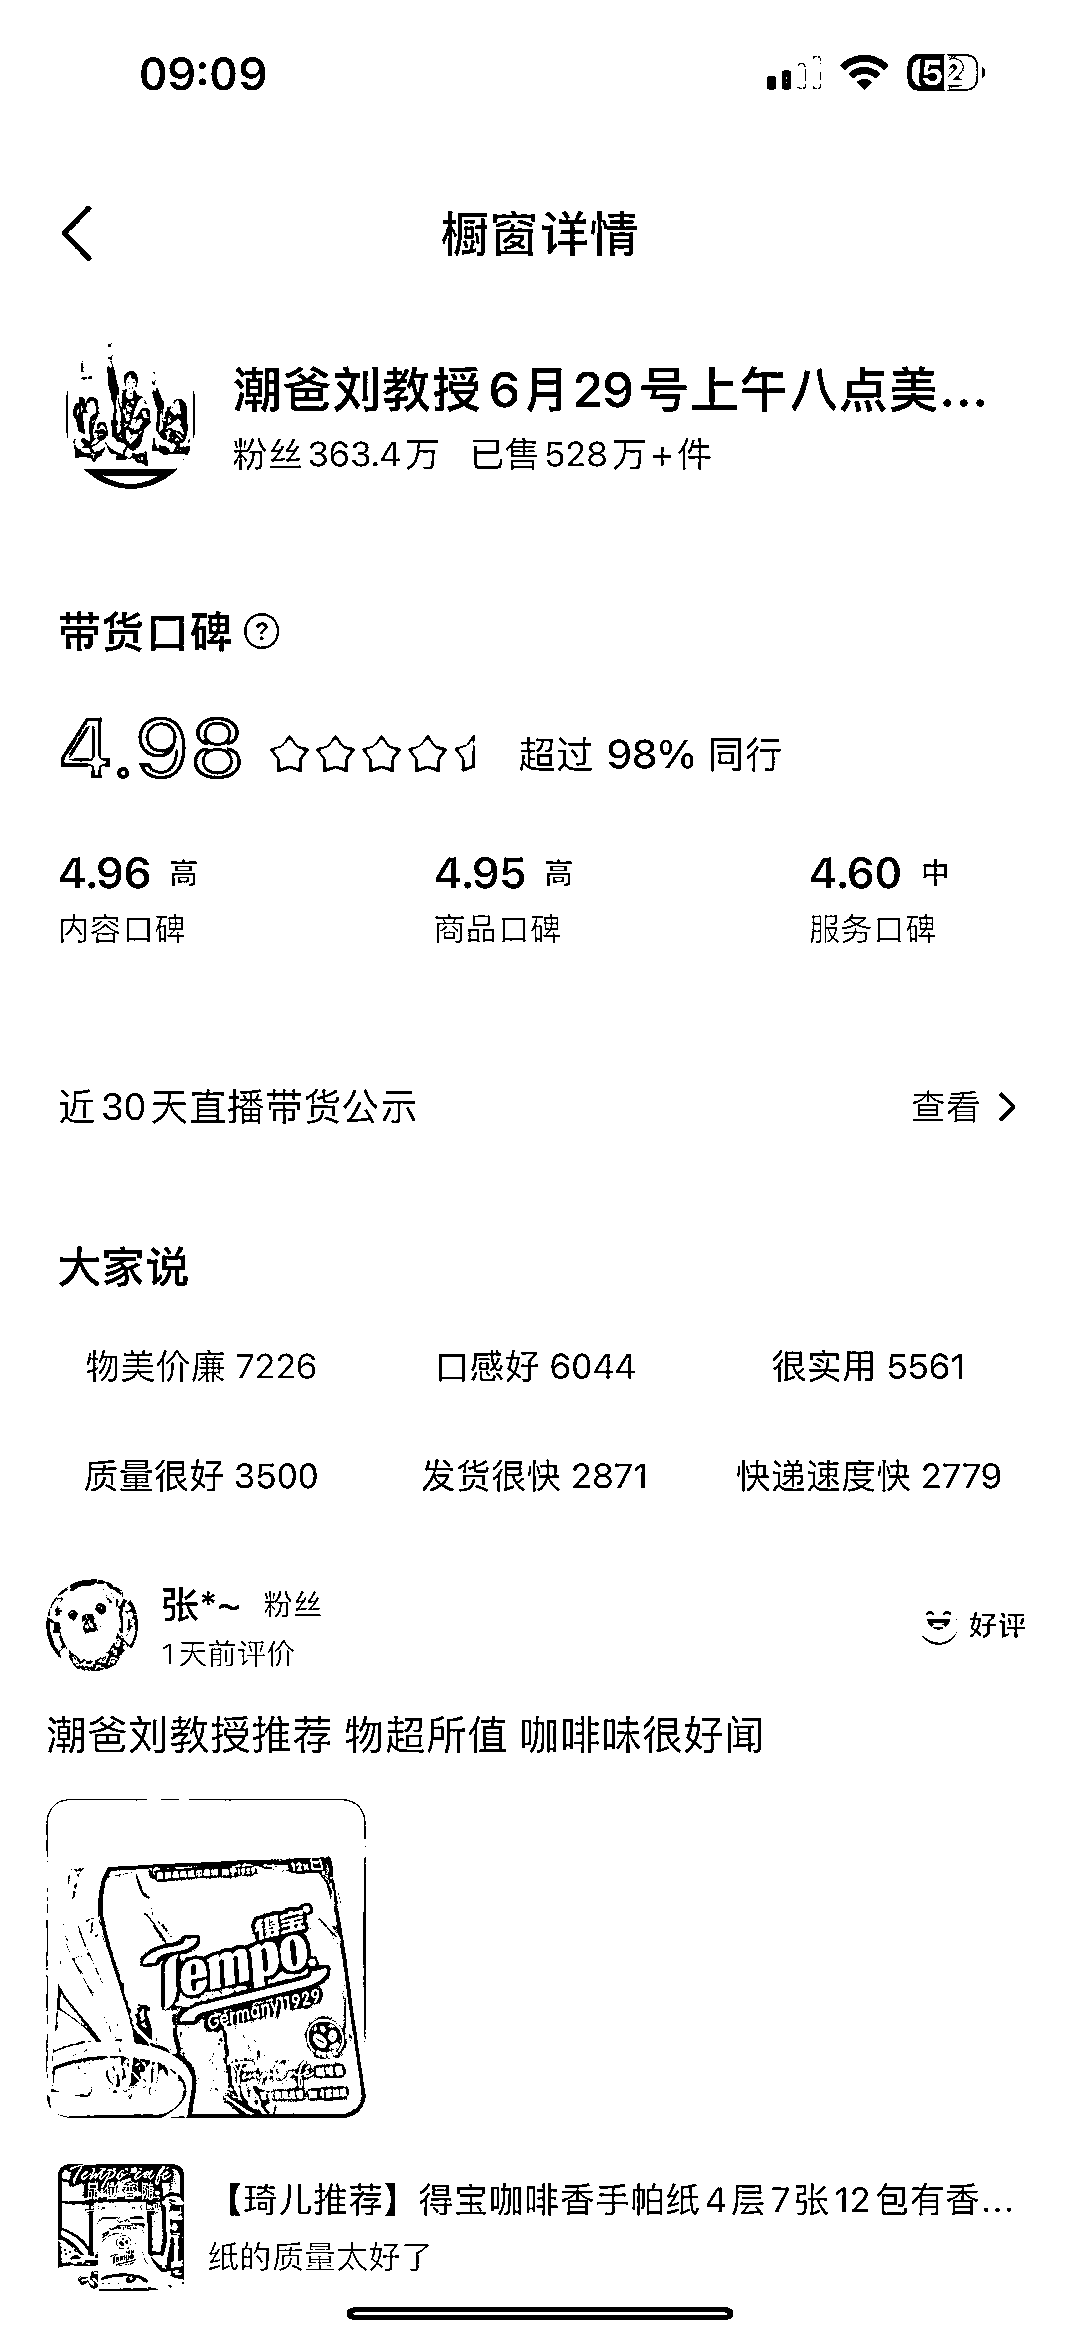 09:09
52
橱窗详情
潮爸刘教授6月29号上午八点美...
粉丝363.4万 已售528万+件
带货口碑
4.98 超过 98% 同行
4.96 高 4.95 高 4.60 中
内容口碑 商品口碑 服务口碑
近30天直播带货公示 查看
大家说
物美价廉 7226 口感好 6044 很实用 5561
质量很好 3500 发货很快 2871 快递速度快 2779
张*~ 粉丝
1天前评价
好评
潮爸刘教授推荐 物超所值 咖啡味很好闻
得宝
Tempo
Germany1929
【琦儿推荐】得宝咖啡香手帕纸4层7张12包有香...
纸的质量太好了